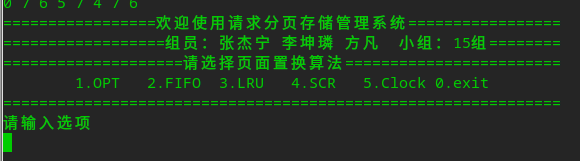 0 7 6 5 7 4 7 6
=================欢迎使用请求分页存储管理系统=================
==================组员：张杰宁 李坤璘 方凡  小组：15组========
====================请选择页面置换算法========================
        1.OPT   2.FIFO  3.LRU   4.SCR   5.Clock 0.exit
==============================================================
请输入选项